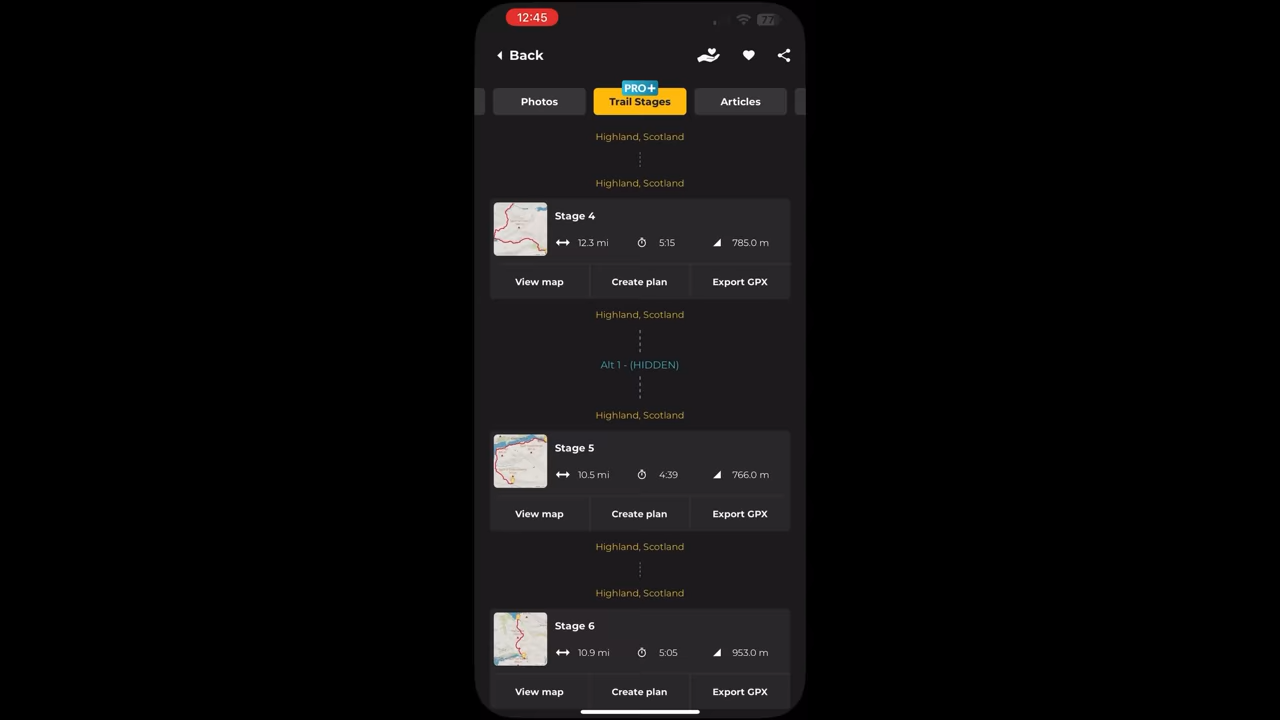 12:45
77
Back
PRO+
Photos
Trail Stages
Articles
Highland, Scotland
Highland, Scotland
Stage 4
12.3 mi 5:15 785.0 m
View map Create plan Export GPX
Highland, Scotland
Alt 1 - (HIDDEN)
Highland, Scotland
Stage 5
10.5 mi 4:39 766.0 m
View map Create plan Export GPX
Highland, Scotland
Highland, Scotland
Stage 6
10.9 mi 5:05 953.0 m
View map Create plan Export GPX